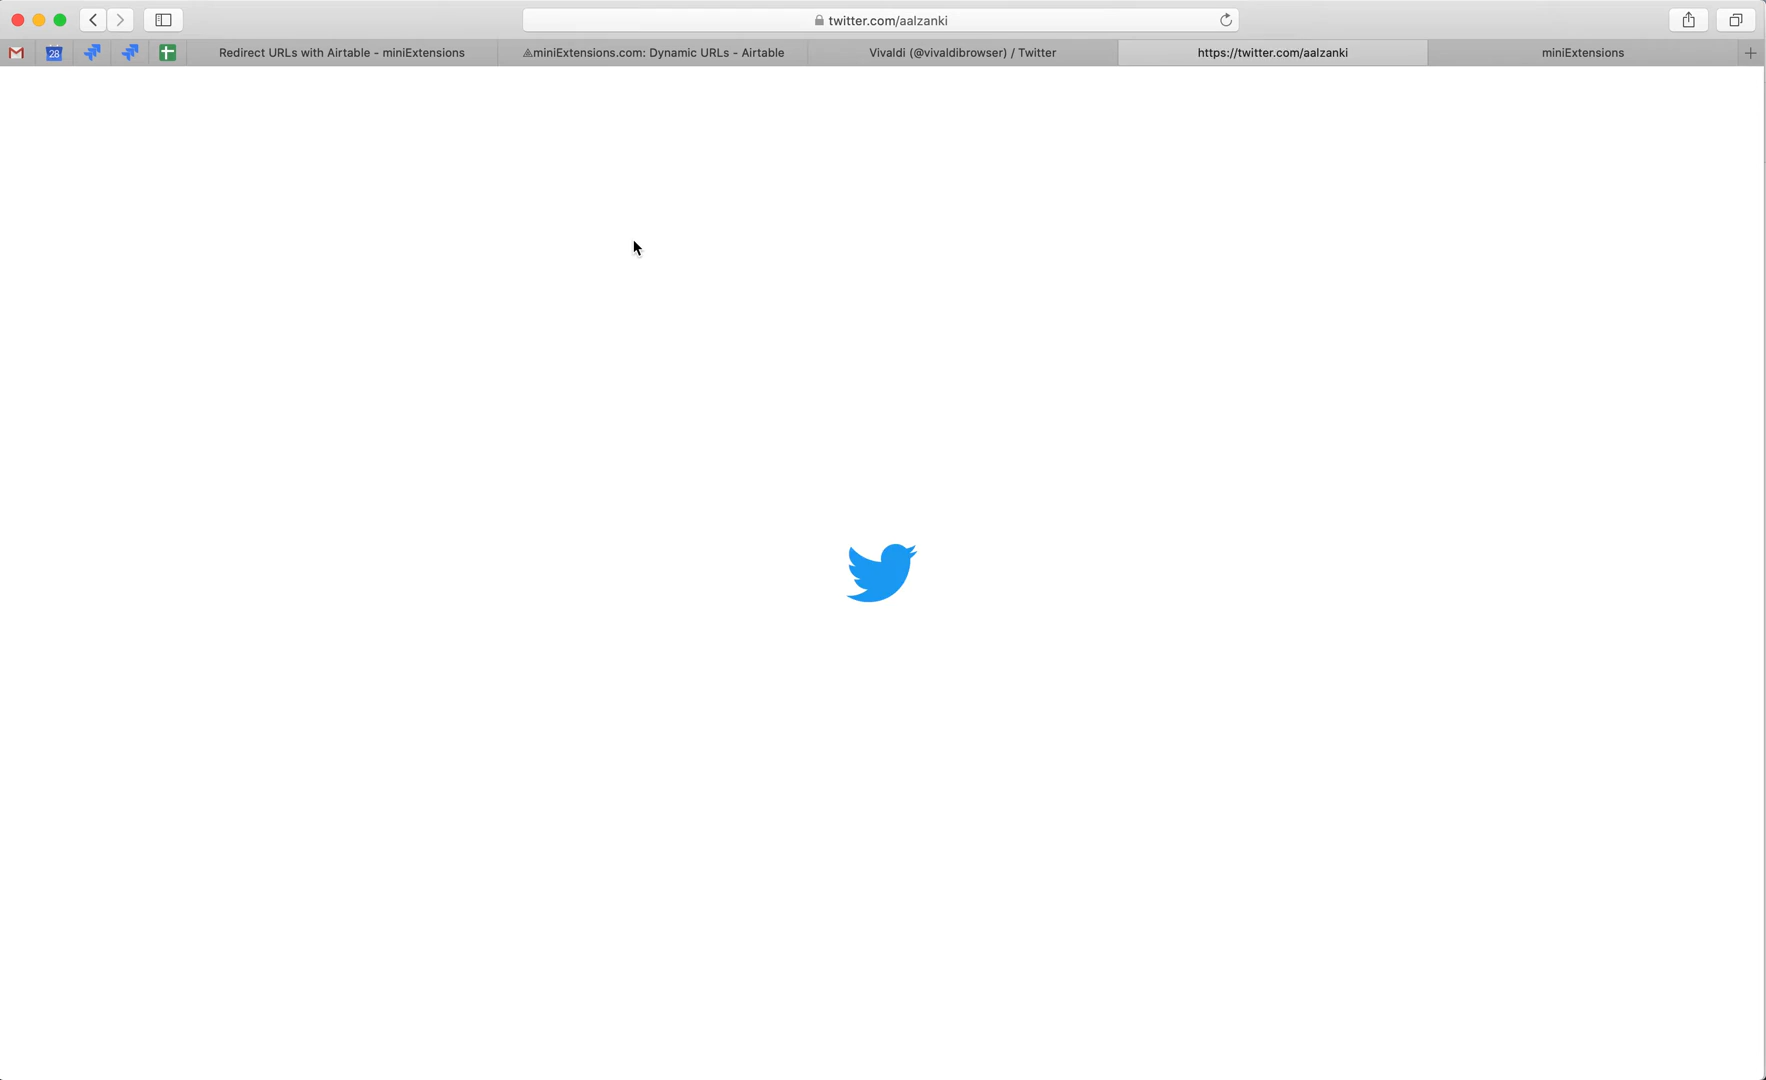 twitter.com/aalzanki
28
Redirect URLs with Airtable - miniExtensions
miniExtensions.com: Dynamic URLs - Airtable
Vivaldi (@vivaldibrowser) / Twitter
https://twitter.com/aalzanki
miniExtensions